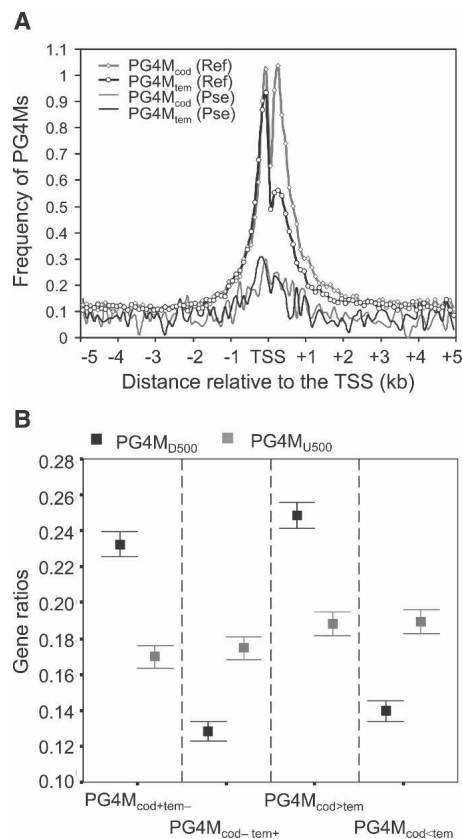 A
1.1
1
0.9
0.8
0.7
0.6
0.5
0.4
0.3
0.2
0.1
0
Frequency of PG4Ms
PG4Mcod (Ref)
PG4Mtem (Ref)
PG4Mcod (Pse)
PG4Mtem (Pse)
-5 -4 -3 -2 -1 TSS +1 +2 +3 +4 +5
Distance relative to the TSS (kb)
B
PG4MD500 PG4MU500
0.28
0.26
0.24
0.22
0.20
0.18
0.16
0.14
0.12
0.10
Gene ratios
PG4Mcod+tem– PG4Mcod– tem+ PG4Mcod>tem PG4Mcod<tem